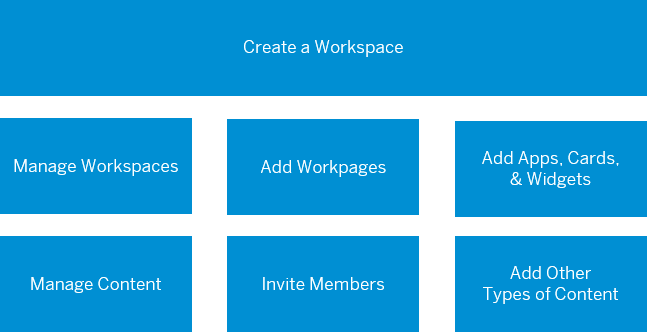 Create a Workspace
Manage Workspaces
Add Workpages
Add Apps, Cards,
& Widgets
Manage Content
Invite Members
Add Other
Types of Content